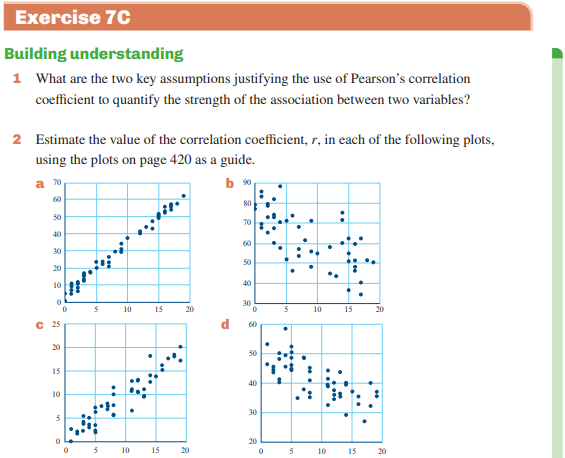 Exercise 7C
Building understanding
1 What are the two key assumptions justifying the use of Pearson's correlation
coefficient to quantify the strength of the association between two variables?
2 Estimate the value of the correlation coefficient, r, in each of the following plots,
using the plots on page 420 as a guide.
a
70
60
50
40
30
20
10
0
0 5 10 15 20
b
90
80
70
60
50
40
30
0 5 10 15 20
c
25
20
15
10
5
0
0 5 10 15 20
d
60
50
40
30
20
0 5 10 15 20